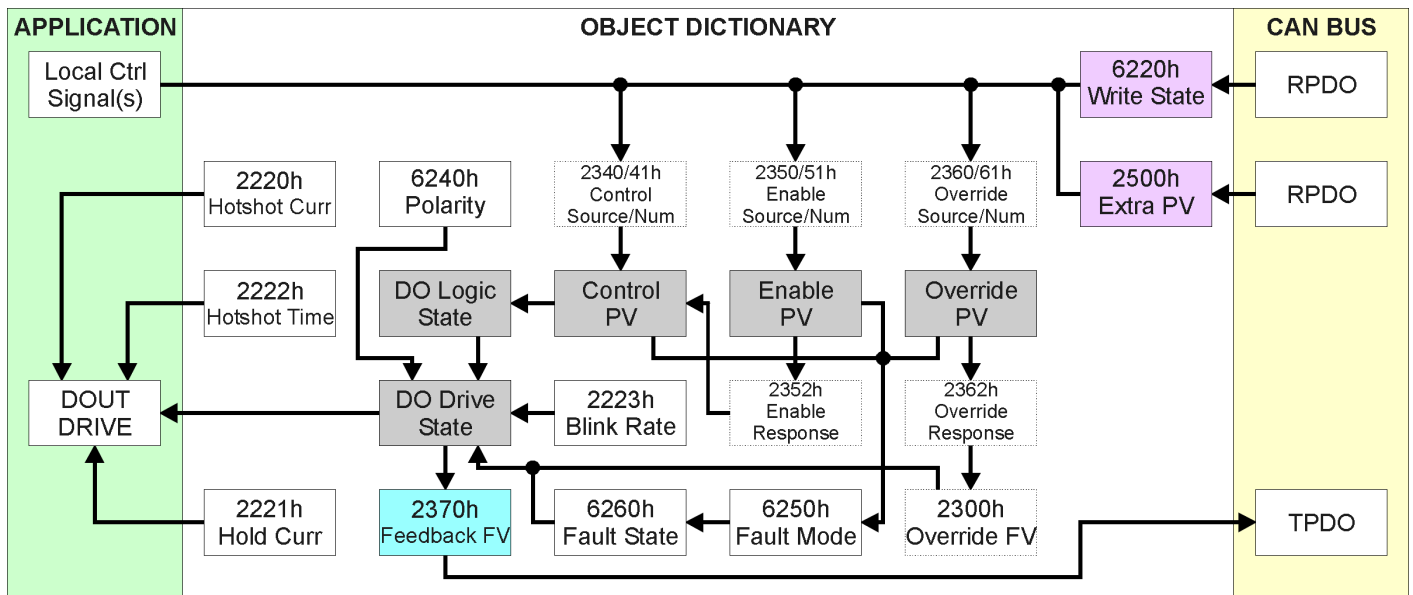 APPLICATION
OBJECT DICTIONARY
CAN BUS
Local Ctrl
Signal(s)
6220h
Write State
RPDO
2220h
Hotshot Curr
6240h
Polarity
2340/41h
Control
Source/Num
2350/51h
Enable
Source/Num
2360/61h
Override
Source/Num
2500h
Extra PV
RPDO
2222h
Hotshot Time
DO Logic
State
Control
PV
Enable
PV
Override
PV
DOUT
DRIVE
DO Drive
State
2223h
Blink Rate
2352h
Enable
Response
2362h
Override
Response
2221h
Hold Curr
2370h
Feedback FV
6260h
Fault State
6250h
Fault Mode
2300h
Override FV
TPDO